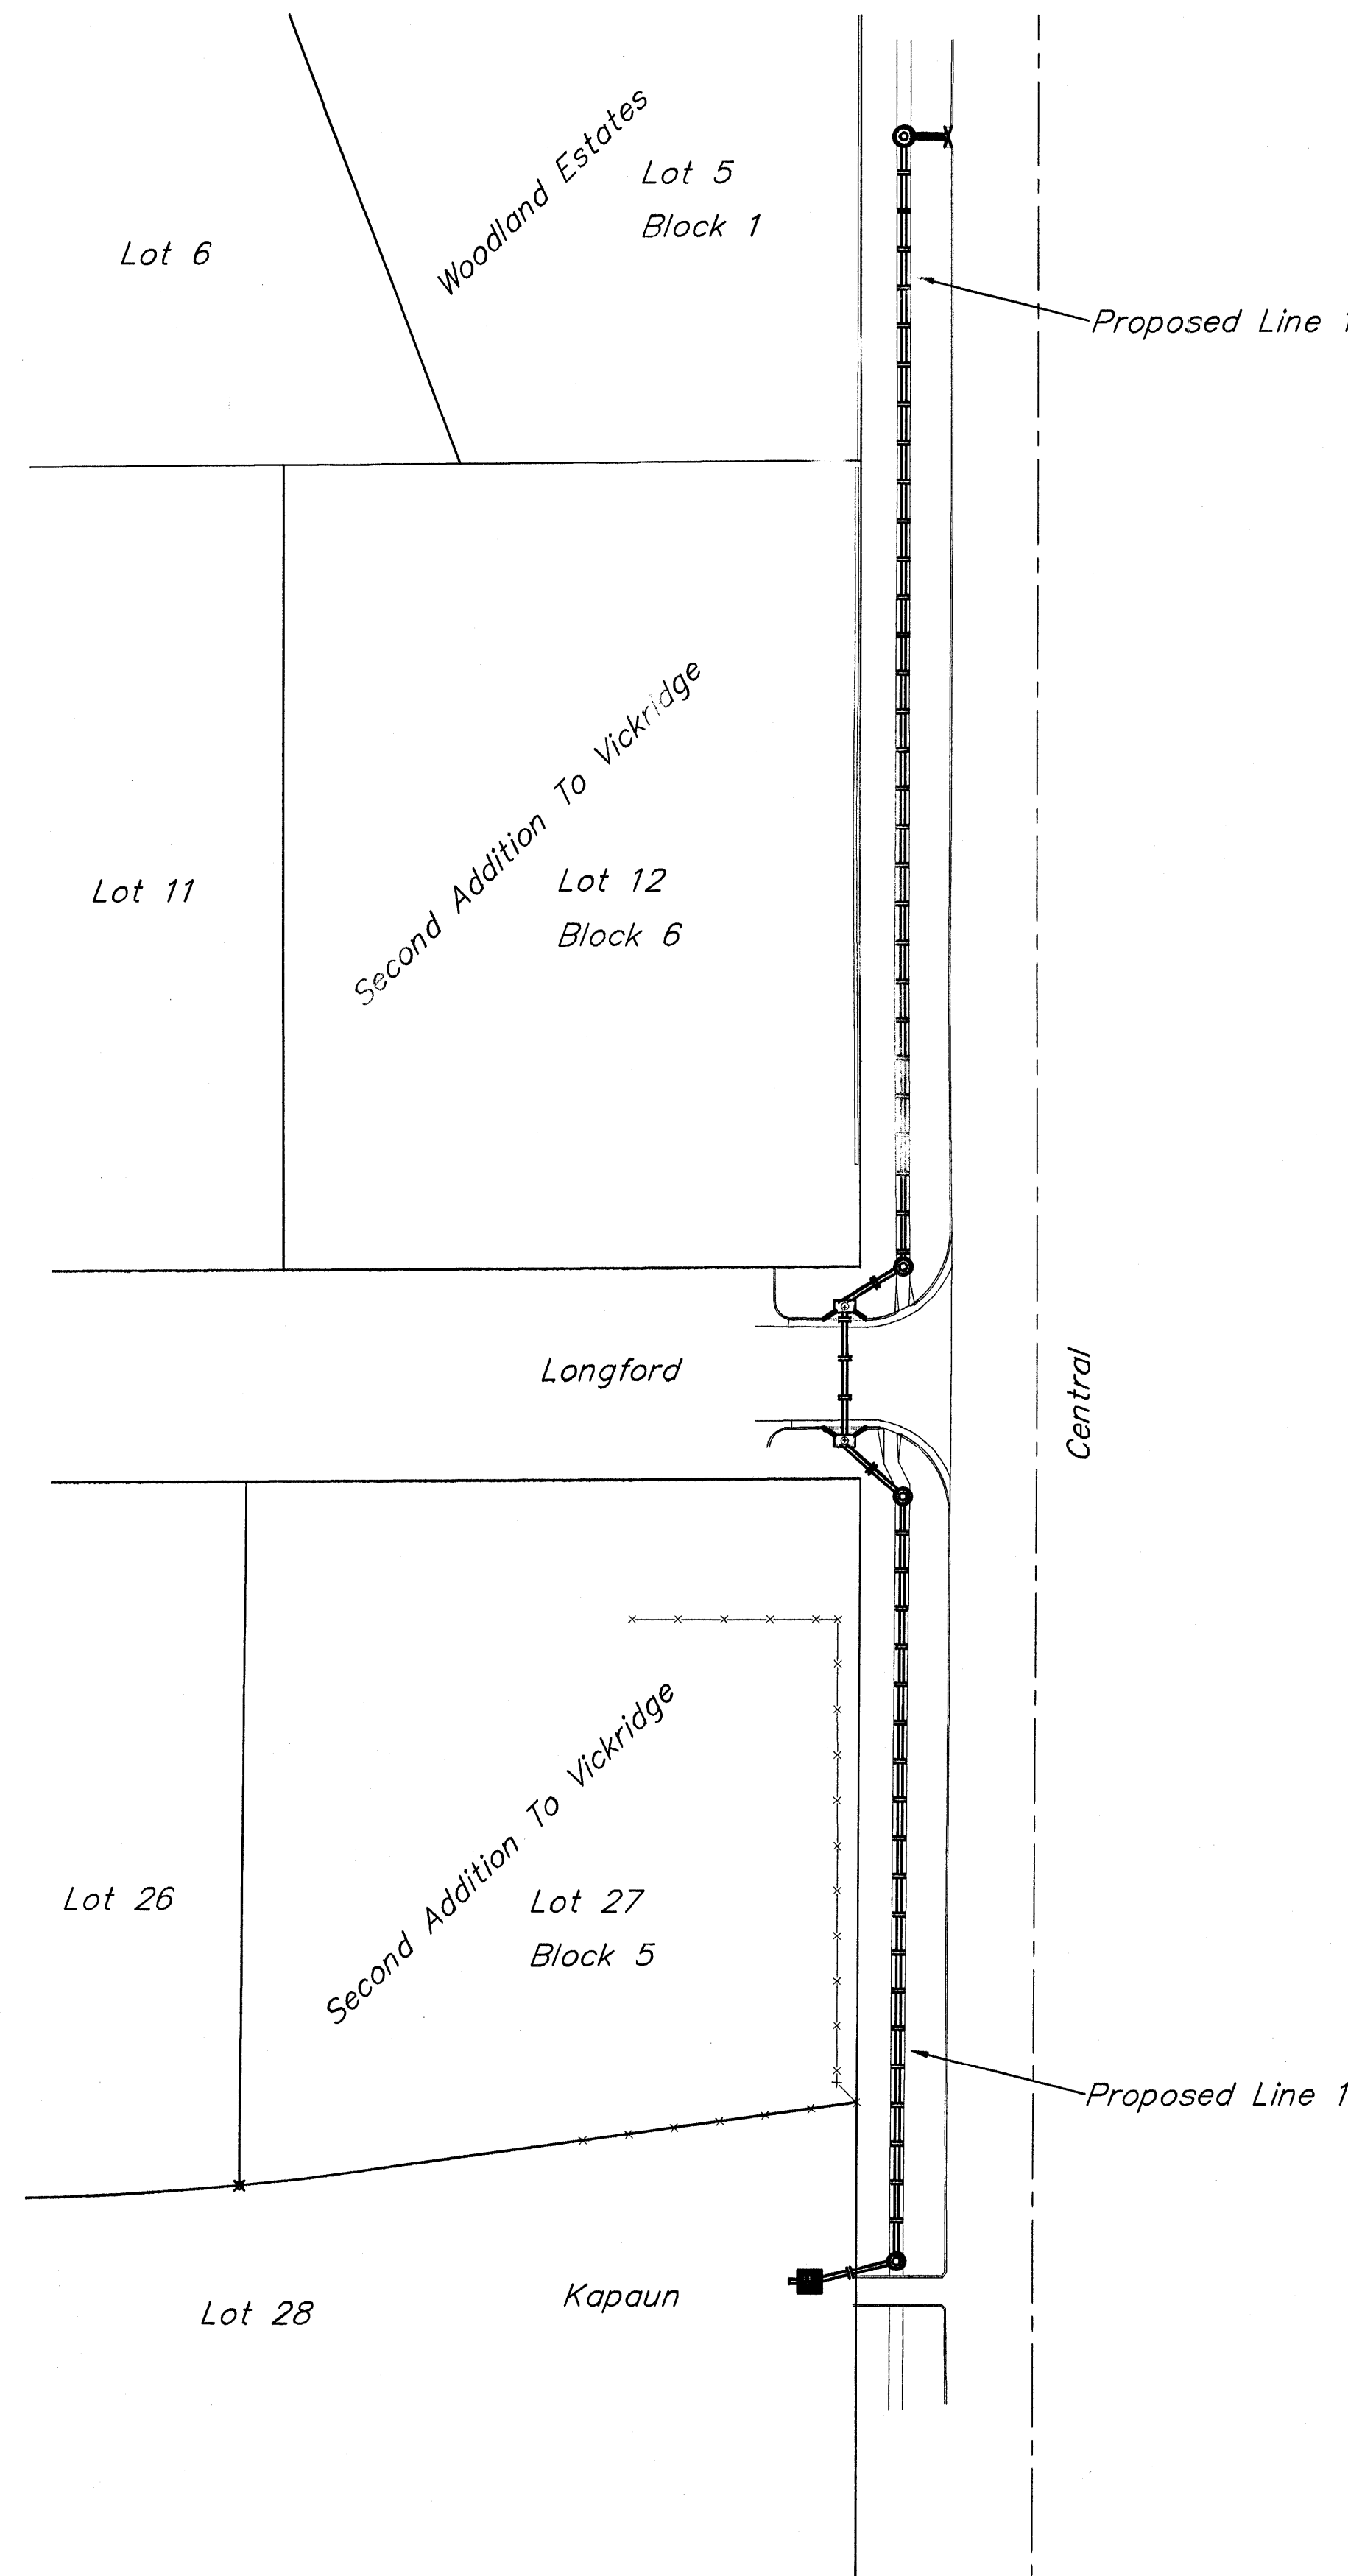 Woodland Estates
Lot 5
Block 1
Lot 6
Proposed Line 1
Second Addition To Vickridge
Lot 11
Lot 12
Block 6
Longford
Central
Second Addition To Vickridge
Lot 26
Lot 27
Block 5
Proposed Line 1
Kapaun
Lot 28